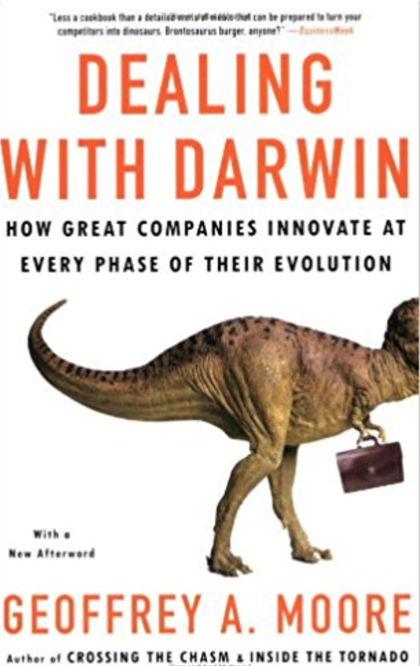 "Less a cookbook than a detailed that can be prepared to turn your
competitors into dinosaurs. Brontosaurus burger, anyone?" —BusinessWeek
DEALING
WITH DARWIN
HOW GREAT COMPANIES INNOVATE AT
EVERY PHASE OF THEIR EVOLUTION
With a
New Afterword
GEOFFREY A. MOORE
Author of CROSSING THE CHASM & INSIDE THE TORNADO